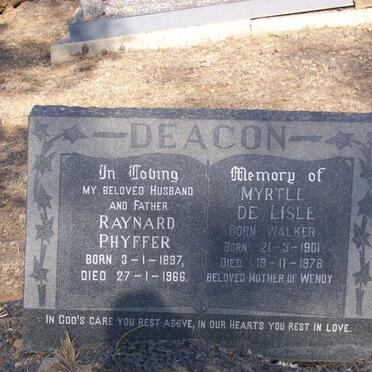 DEACON
In Loving
MY BELOVED HUSBAND
AND FATHER
RAYNARD
PHYFFER
BORN 3-1-1897,
DIED 27-1-1966.
Memory of
MYRTLE
DE LISLE
BORN WALKER
BORN 21-3-1901
DIED 19-11-1978
BELOVED MOTHER OF WENDY
IN GOD'S CARE YOU REST ABOVE, IN OUR HEARTS YOU REST IN LOVE.